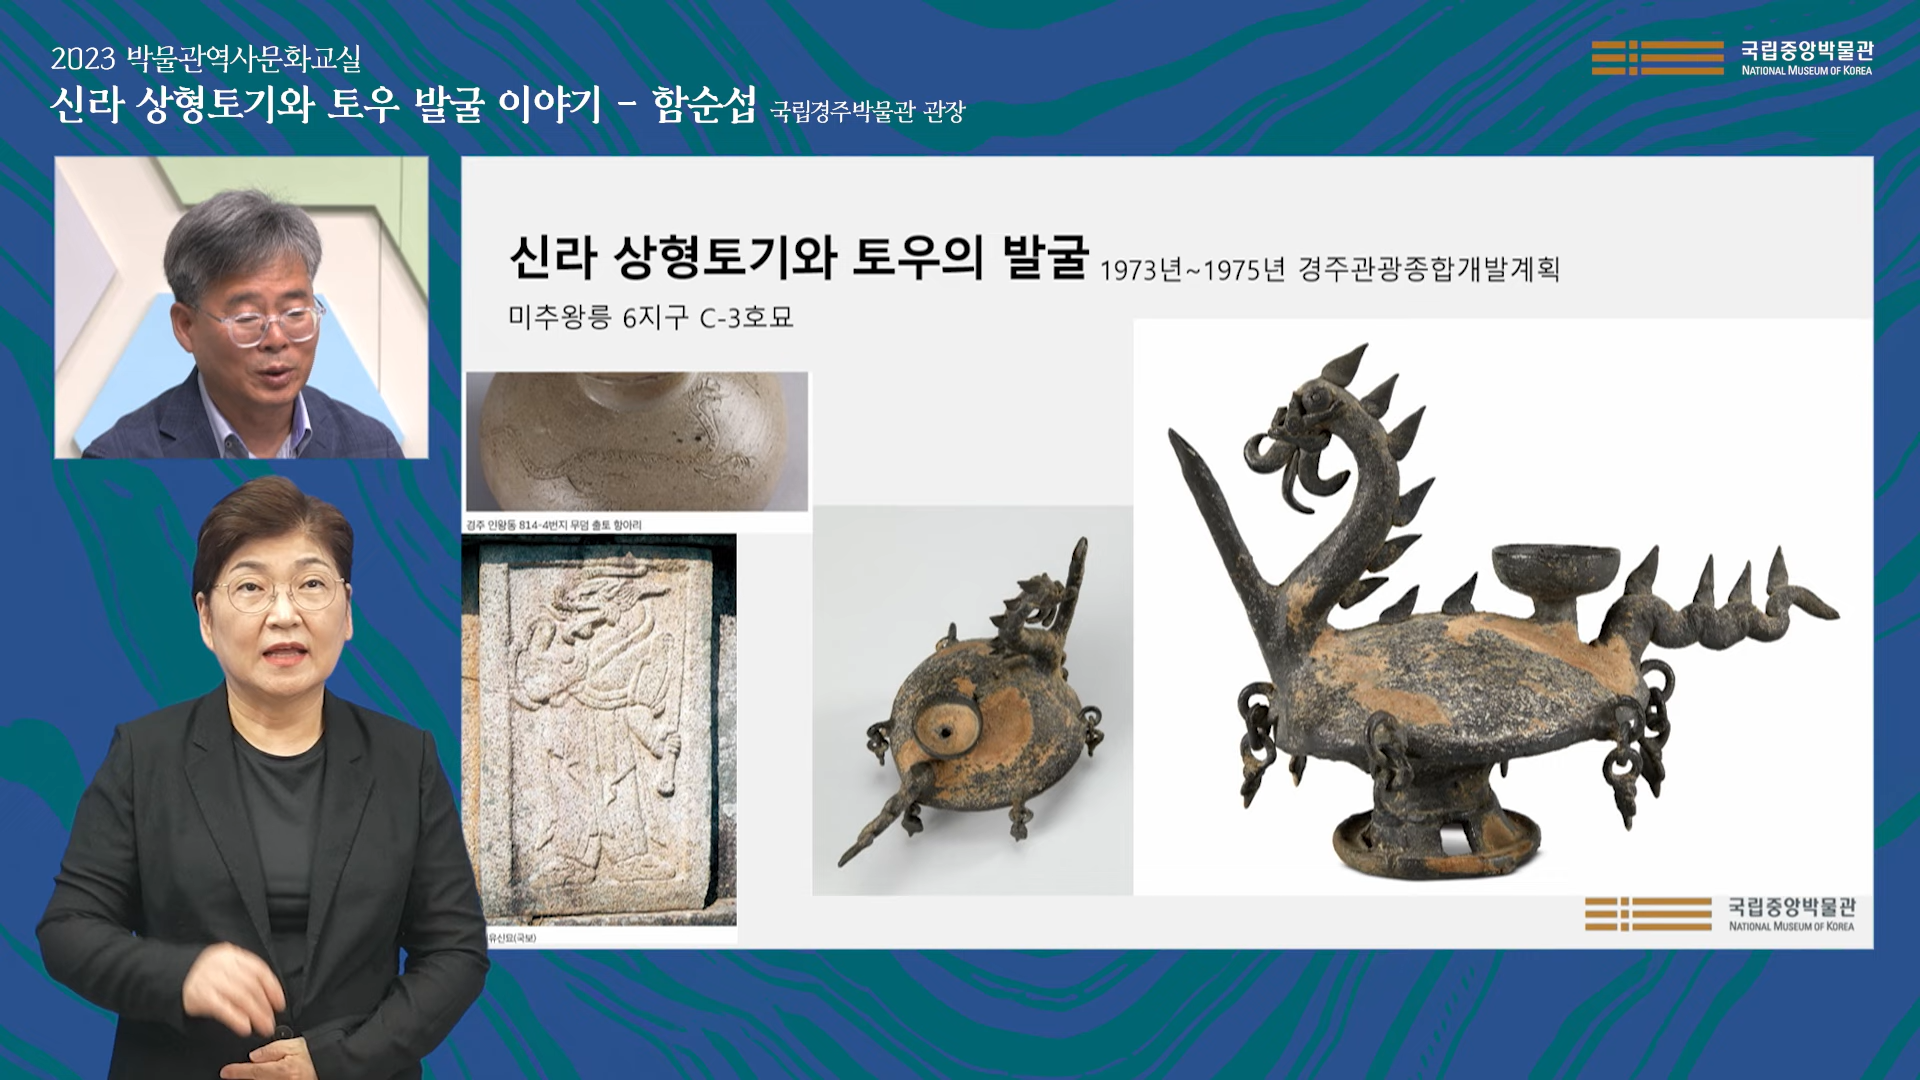 2023 박물관역사문화교실
신라 상형토기와 토우 발굴 이야기 - 함순섭 국립경주박물관 관장
국립중앙박물관
NATIONAL MUSEUM OF KOREA
신라 상형토기와 토우의 발굴 1973년~1975년 경주관광종합개발계획
미추왕릉 6지구 C-3호묘
경주 인왕동 814-4번지 무덤 출토 항아리
유신묘(국보)
국립중앙박물관
NATIONAL MUSEUM OF KOREA